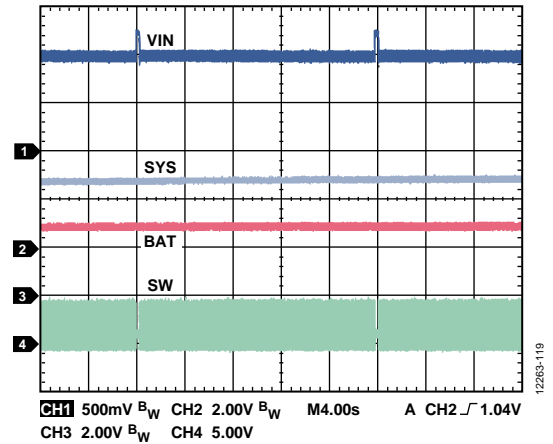 VIN
1
SYS
2
BAT
3
SW
4
CH1 500mV BW CH2 2.00V BW M4.00s A CH2 1.04V
CH3 2.00V BW CH4 5.00V
12263-119